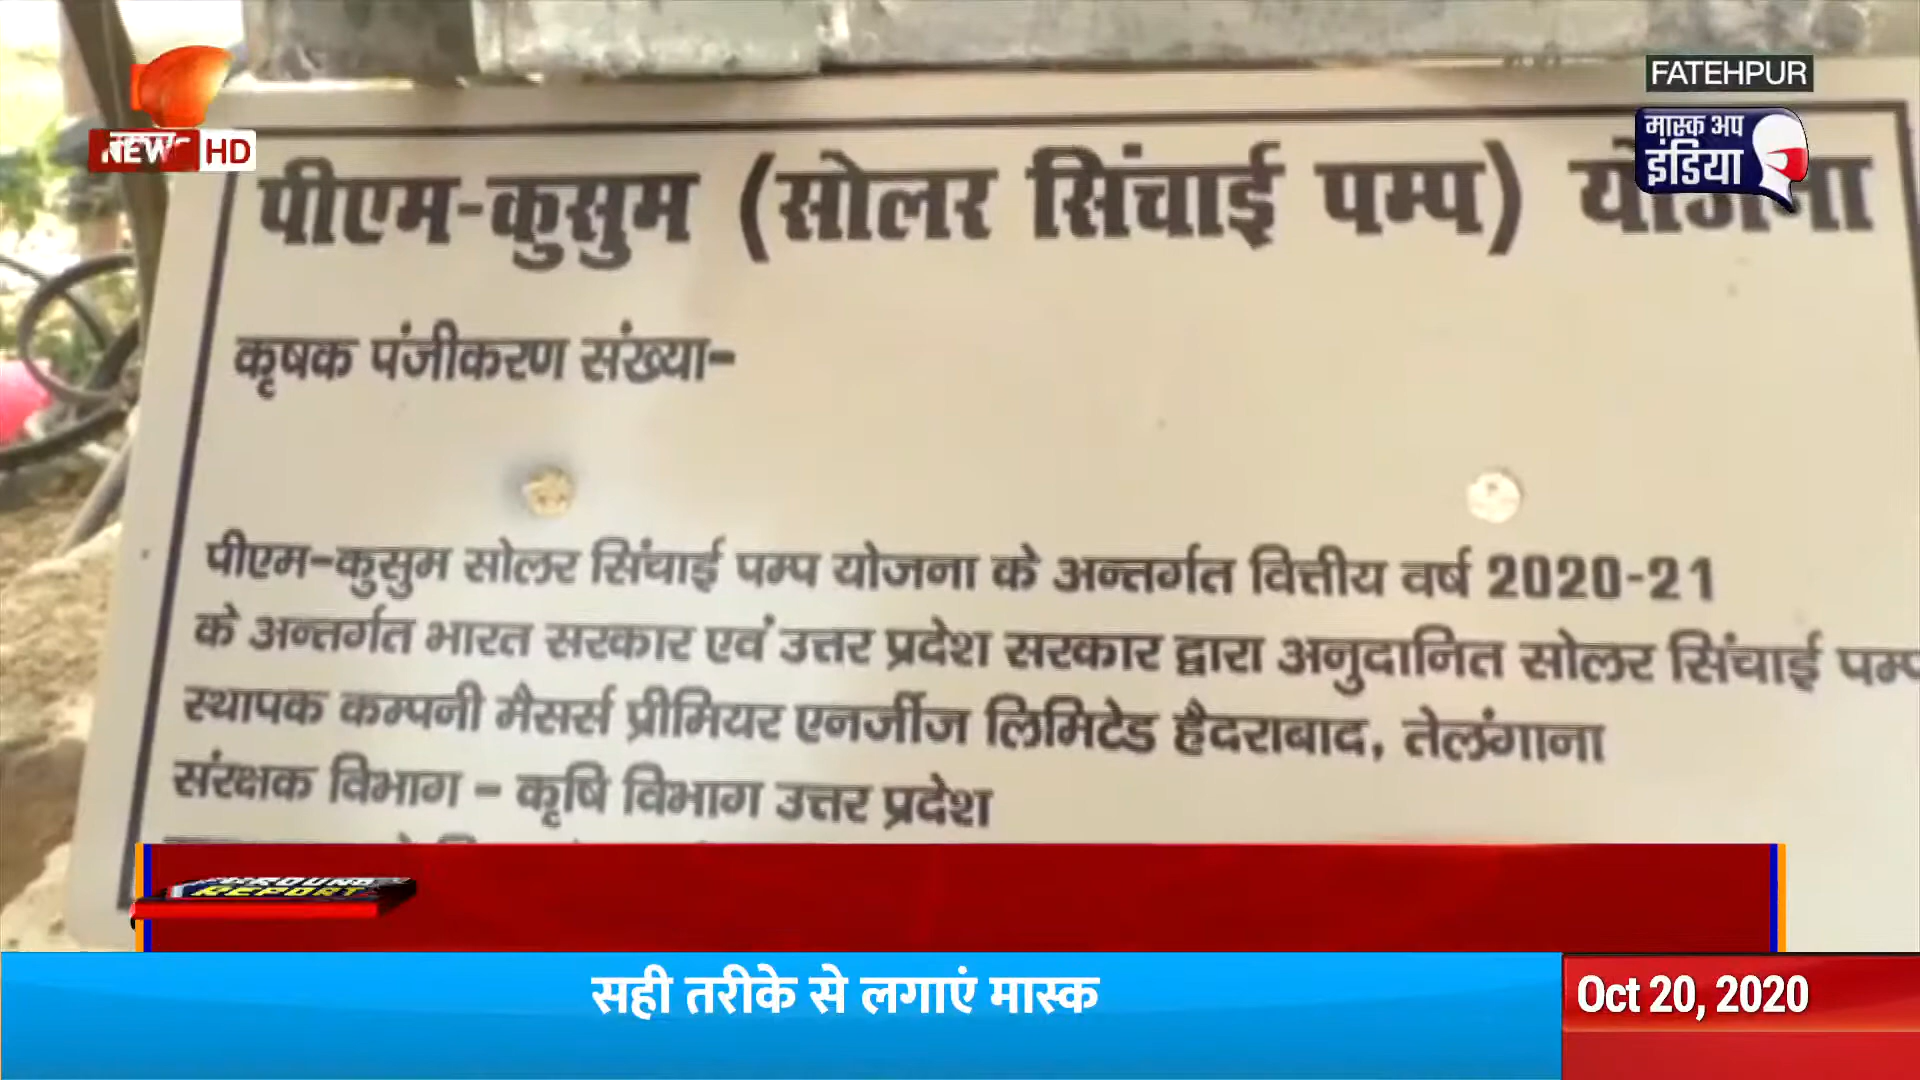 FATEHPUR
NEWS HD
मास्क अप
इंडिया
पीएम-कुसुम (सोलर सिंचाई पम्प) योजना
कृषक पंजीकरण संख्या-
पीएम-कुसुम सोलर सिंचाई पम्प योजना के अन्तर्गत वित्तीय वर्ष 2020-21
के अन्तर्गत भारत सरकार एवं उत्तर प्रदेश सरकार द्वारा अनुदानित सोलर सिंचाई पम्प
स्थापक कम्पनी मैसर्स प्रीमियर एनर्जीज लिमिटेड हैदराबाद, तेलंगाना
संरक्षक विभाग - कृषि विभाग उत्तर प्रदेश
GROUND
REPORT
सही तरीके से लगाएं मास्क
Oct 20, 2020